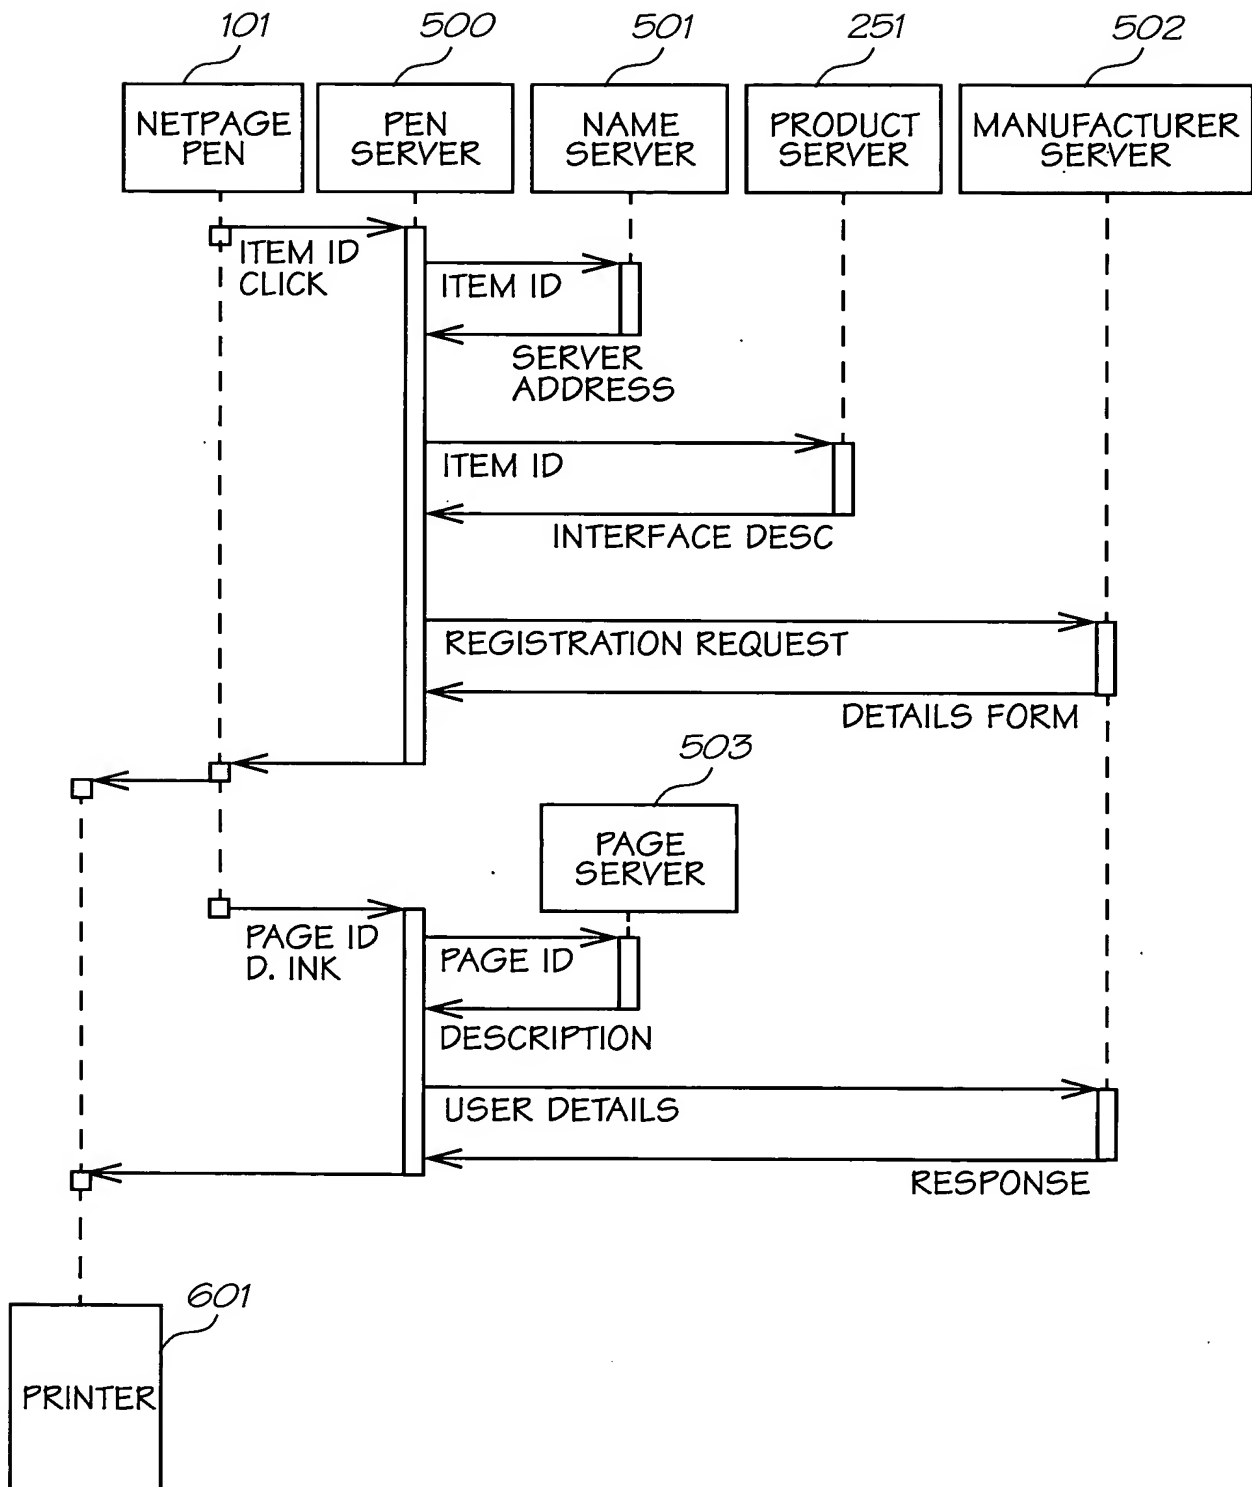 101
500
501
251
502
NETPAGE
PEN
PEN
SERVER
NAME
SERVER
PRODUCT
SERVER
MANUFACTURER
SERVER
ITEM ID
CLICK
ITEM ID
SERVER
ADDRESS
ITEM ID
INTERFACE DESC
REGISTRATION REQUEST
DETAILS FORM
503
PAGE
SERVER
PAGE ID
D. INK
PAGE ID
DESCRIPTION
USER DETAILS
RESPONSE
601
PRINTER